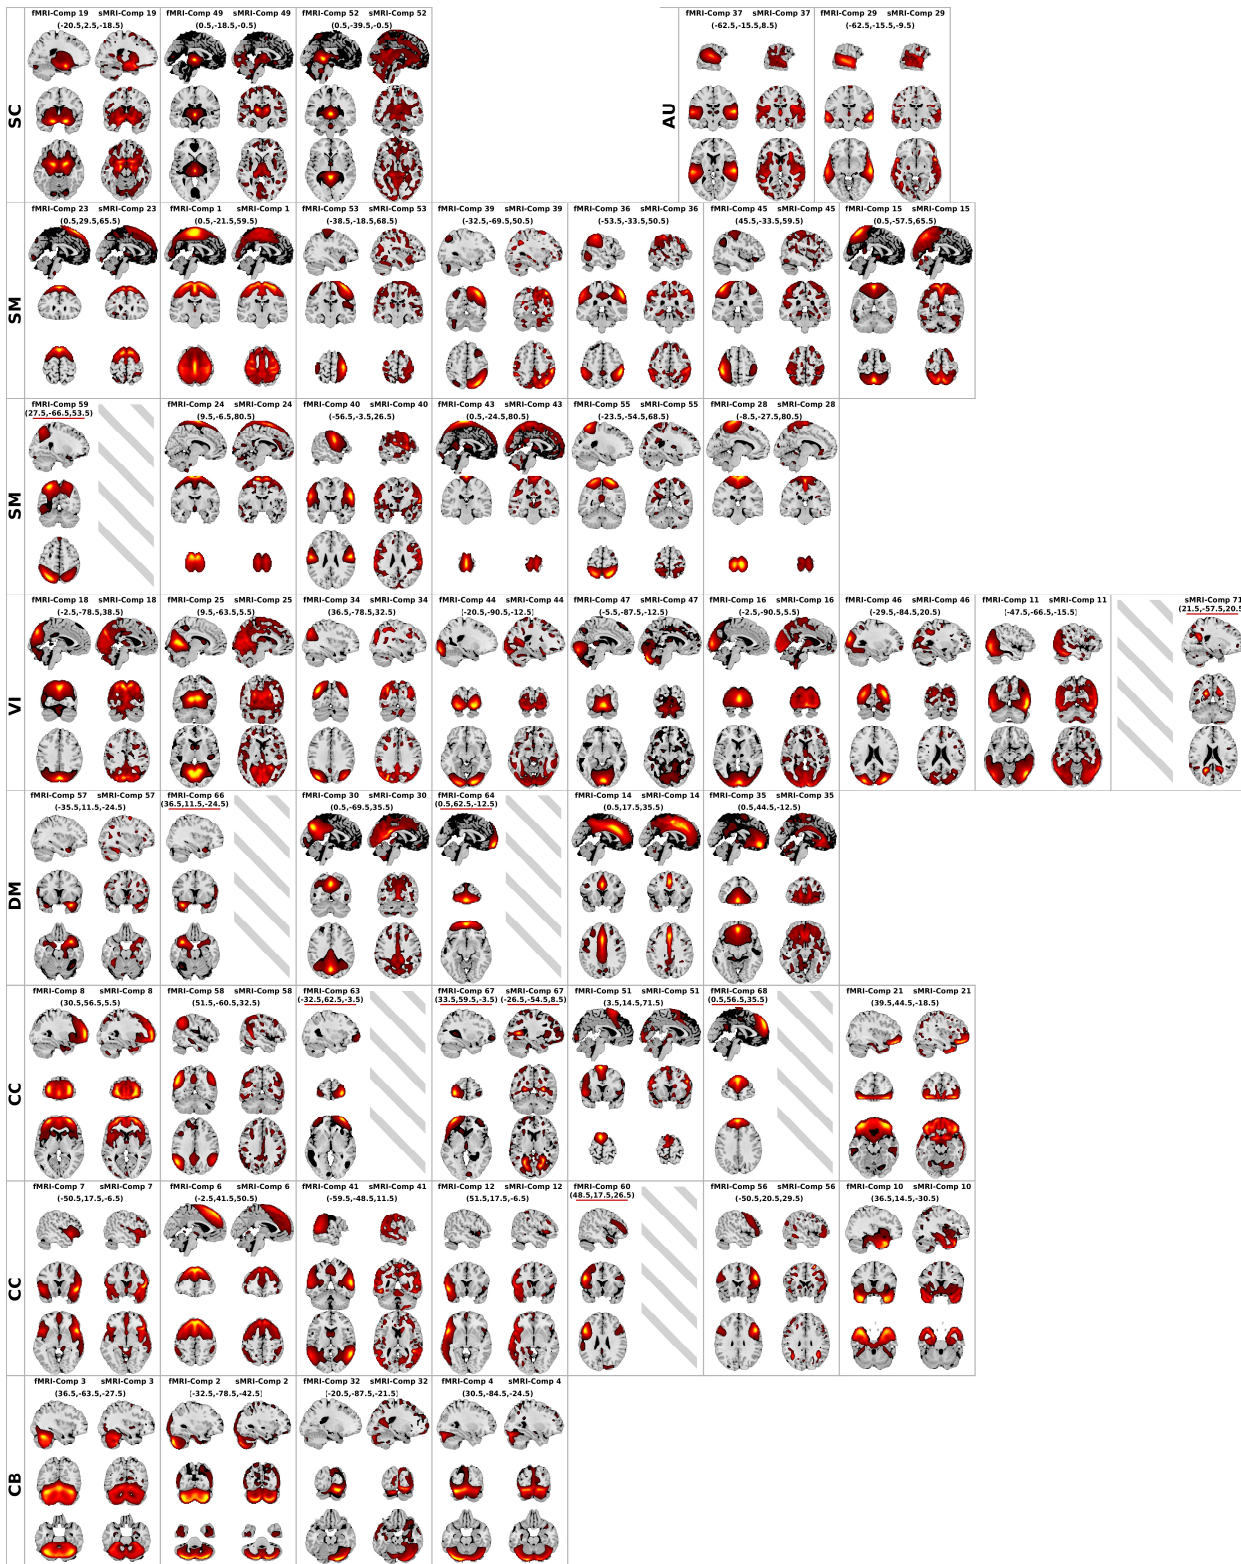 SC
fMRI-Comp 19 sMRI-Comp 19
(-20.5,2.5,-18.5)
fMRI-Comp 49 sMRI-Comp 49
(0.5,-18.5,-0.5)
fMRI-Comp 52 sMRI-Comp 52
(0.5,-39.5,-0.5)
AU
fMRI-Comp 37 sMRI-Comp 37
(-62.5,-15.5,8.5)
fMRI-Comp 29 sMRI-Comp 29
(-62.5,-15.5,-9.5)
SM
fMRI-Comp 23 sMRI-Comp 23
(0.5,29.5,65.5)
fMRI-Comp 1 sMRI-Comp 1
(0.5,-21.5,59.5)
fMRI-Comp 53 sMRI-Comp 53
(-38.5,-18.5,68.5)
fMRI-Comp 39 sMRI-Comp 39
(-32.5,-69.5,50.5)
fMRI-Comp 36 sMRI-Comp 36
(-53.5,-33.5,50.5)
fMRI-Comp 45 sMRI-Comp 45
(45.5,-33.5,59.5)
fMRI-Comp 15 sMRI-Comp 15
(0.5,-57.5,65.5)
SM
fMRI-Comp 59
(27.5,-66.5,53.5)
fMRI-Comp 24 sMRI-Comp 24
(9.5,-6.5,80.5)
fMRI-Comp 40 sMRI-Comp 40
(-56.5,-3.5,26.5)
fMRI-Comp 43 sMRI-Comp 43
(0.5,-24.5,80.5)
fMRI-Comp 55 sMRI-Comp 55
(-23.5,-54.5,68.5)
fMRI-Comp 28 sMRI-Comp 28
(-8.5,-27.5,80.5)
VI
fMRI-Comp 18 sMRI-Comp 18
(-2.5,-78.5,38.5)
fMRI-Comp 25 sMRI-Comp 25
(9.5,-63.5,5.5)
fMRI-Comp 34 sMRI-Comp 34
(36.5,-78.5,32.5)
fMRI-Comp 44 sMRI-Comp 44
(-20.5,-90.5,-12.5)
fMRI-Comp 47 sMRI-Comp 47
(-5.5,-87.5,-12.5)
fMRI-Comp 16 sMRI-Comp 16
(-2.5,-90.5,5.5)
fMRI-Comp 46 sMRI-Comp 46
(-29.5,-84.5,20.5)
fMRI-Comp 11 sMRI-Comp 11
(-47.5,-66.5,-15.5)
sMRI-Comp 71
(21.5,-57.5,20.5
DM
fMRI-Comp 57 sMRI-Comp 57
(-35.5,11.5,-24.5)
fMRI-Comp 66
(36.5,11.5,-24.5)
fMRI-Comp 30 sMRI-Comp 30
(0.5,-69.5,35.5)
fMRI-Comp 64
(0.5,62.5,-12.5)
fMRI-Comp 14 sMRI-Comp 14
(0.5,17.5,35.5)
fMRI-Comp 35 sMRI-Comp 35
(0.5,44.5,-12.5)
CC
fMRI-Comp 8 sMRI-Comp 8
(30.5,56.5,5.5)
fMRI-Comp 58 sMRI-Comp 58
(51.5,-60.5,32.5)
fMRI-Comp 63
(-32.5,62.5,-3.5)
fMRI-Comp 67 sMRI-Comp 67
(33.5,59.5,-3.5) (-26.5,-54.5,8.5)
fMRI-Comp 51 sMRI-Comp 51
(3.5,14.5,71.5)
fMRI-Comp 68
(0.5,56.5,35.5)
fMRI-Comp 21 sMRI-Comp 21
(39.5,44.5,-18.5)
CC
fMRI-Comp 7 sMRI-Comp 7
(-50.5,17.5,-6.5)
fMRI-Comp 6 sMRI-Comp 6
(-2.5,41.5,50.5)
fMRI-Comp 41 sMRI-Comp 41
(-59.5,-48.5,11.5)
fMRI-Comp 12 sMRI-Comp 12
(51.5,17.5,-6.5)
fMRI-Comp 60
(48.5,17.5,26.5)
fMRI-Comp 56 sMRI-Comp 56
(-50.5,20.5,29.5)
fMRI-Comp 10 sMRI-Comp 10
(36.5,14.5,-30.5)
CB
fMRI-Comp 3 sMRI-Comp 3
(36.5,-63.5,-27.5)
fMRI-Comp 2 sMRI-Comp 2
(-32.5,-78.5,-42.5)
fMRI-Comp 32 sMRI-Comp 32
(-20.5,-87.5,-21.5)
fMRI-Comp 4 sMRI-Comp 4
(30.5,-84.5,-24.5)